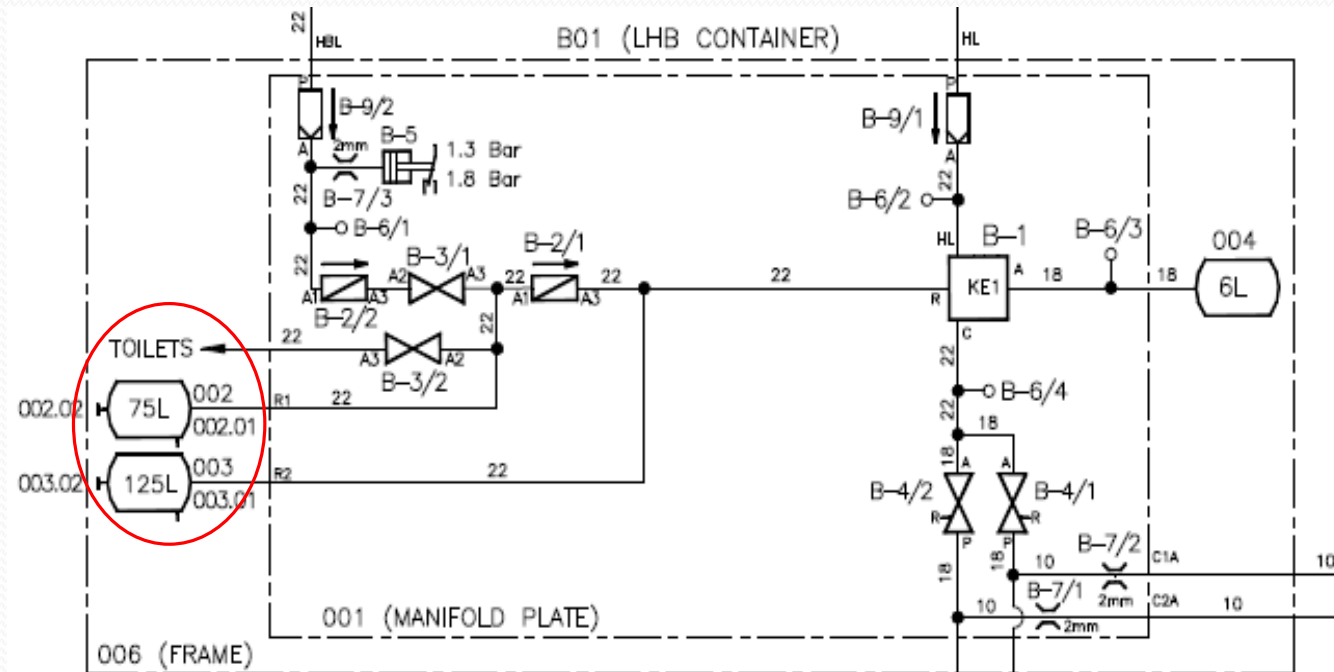 22
HBL
B01 (LHB CONTAINER)
HL
P
B-9/2
2mm
B-5
1.3 Bar
1.8 Bar
A
22
B-7/3
B-6/1
P
B-9/1
A
22
B-6/2
HL
B-1
B-6/3
004
22
B-3/1
B-2/1
A1
A3
A2
A3
22
A1
A3
22
22
R
KE1
A
18
18
6L
B-2/2
22
C
TOILETS
22
A3
A2
B-3/2
22
B-6/4
002.02
75L
002
002.01
R1
22
22
18
003.02
125L
003
003.01
R2
22
18
A
A
B-4/2
R
P
B-4/1
R
P
18
18
B-7/2
10
2mm
C1A
10
B-7/1
10
2mm
C2A
10
001 (MANIFOLD PLATE)
006 (FRAME)